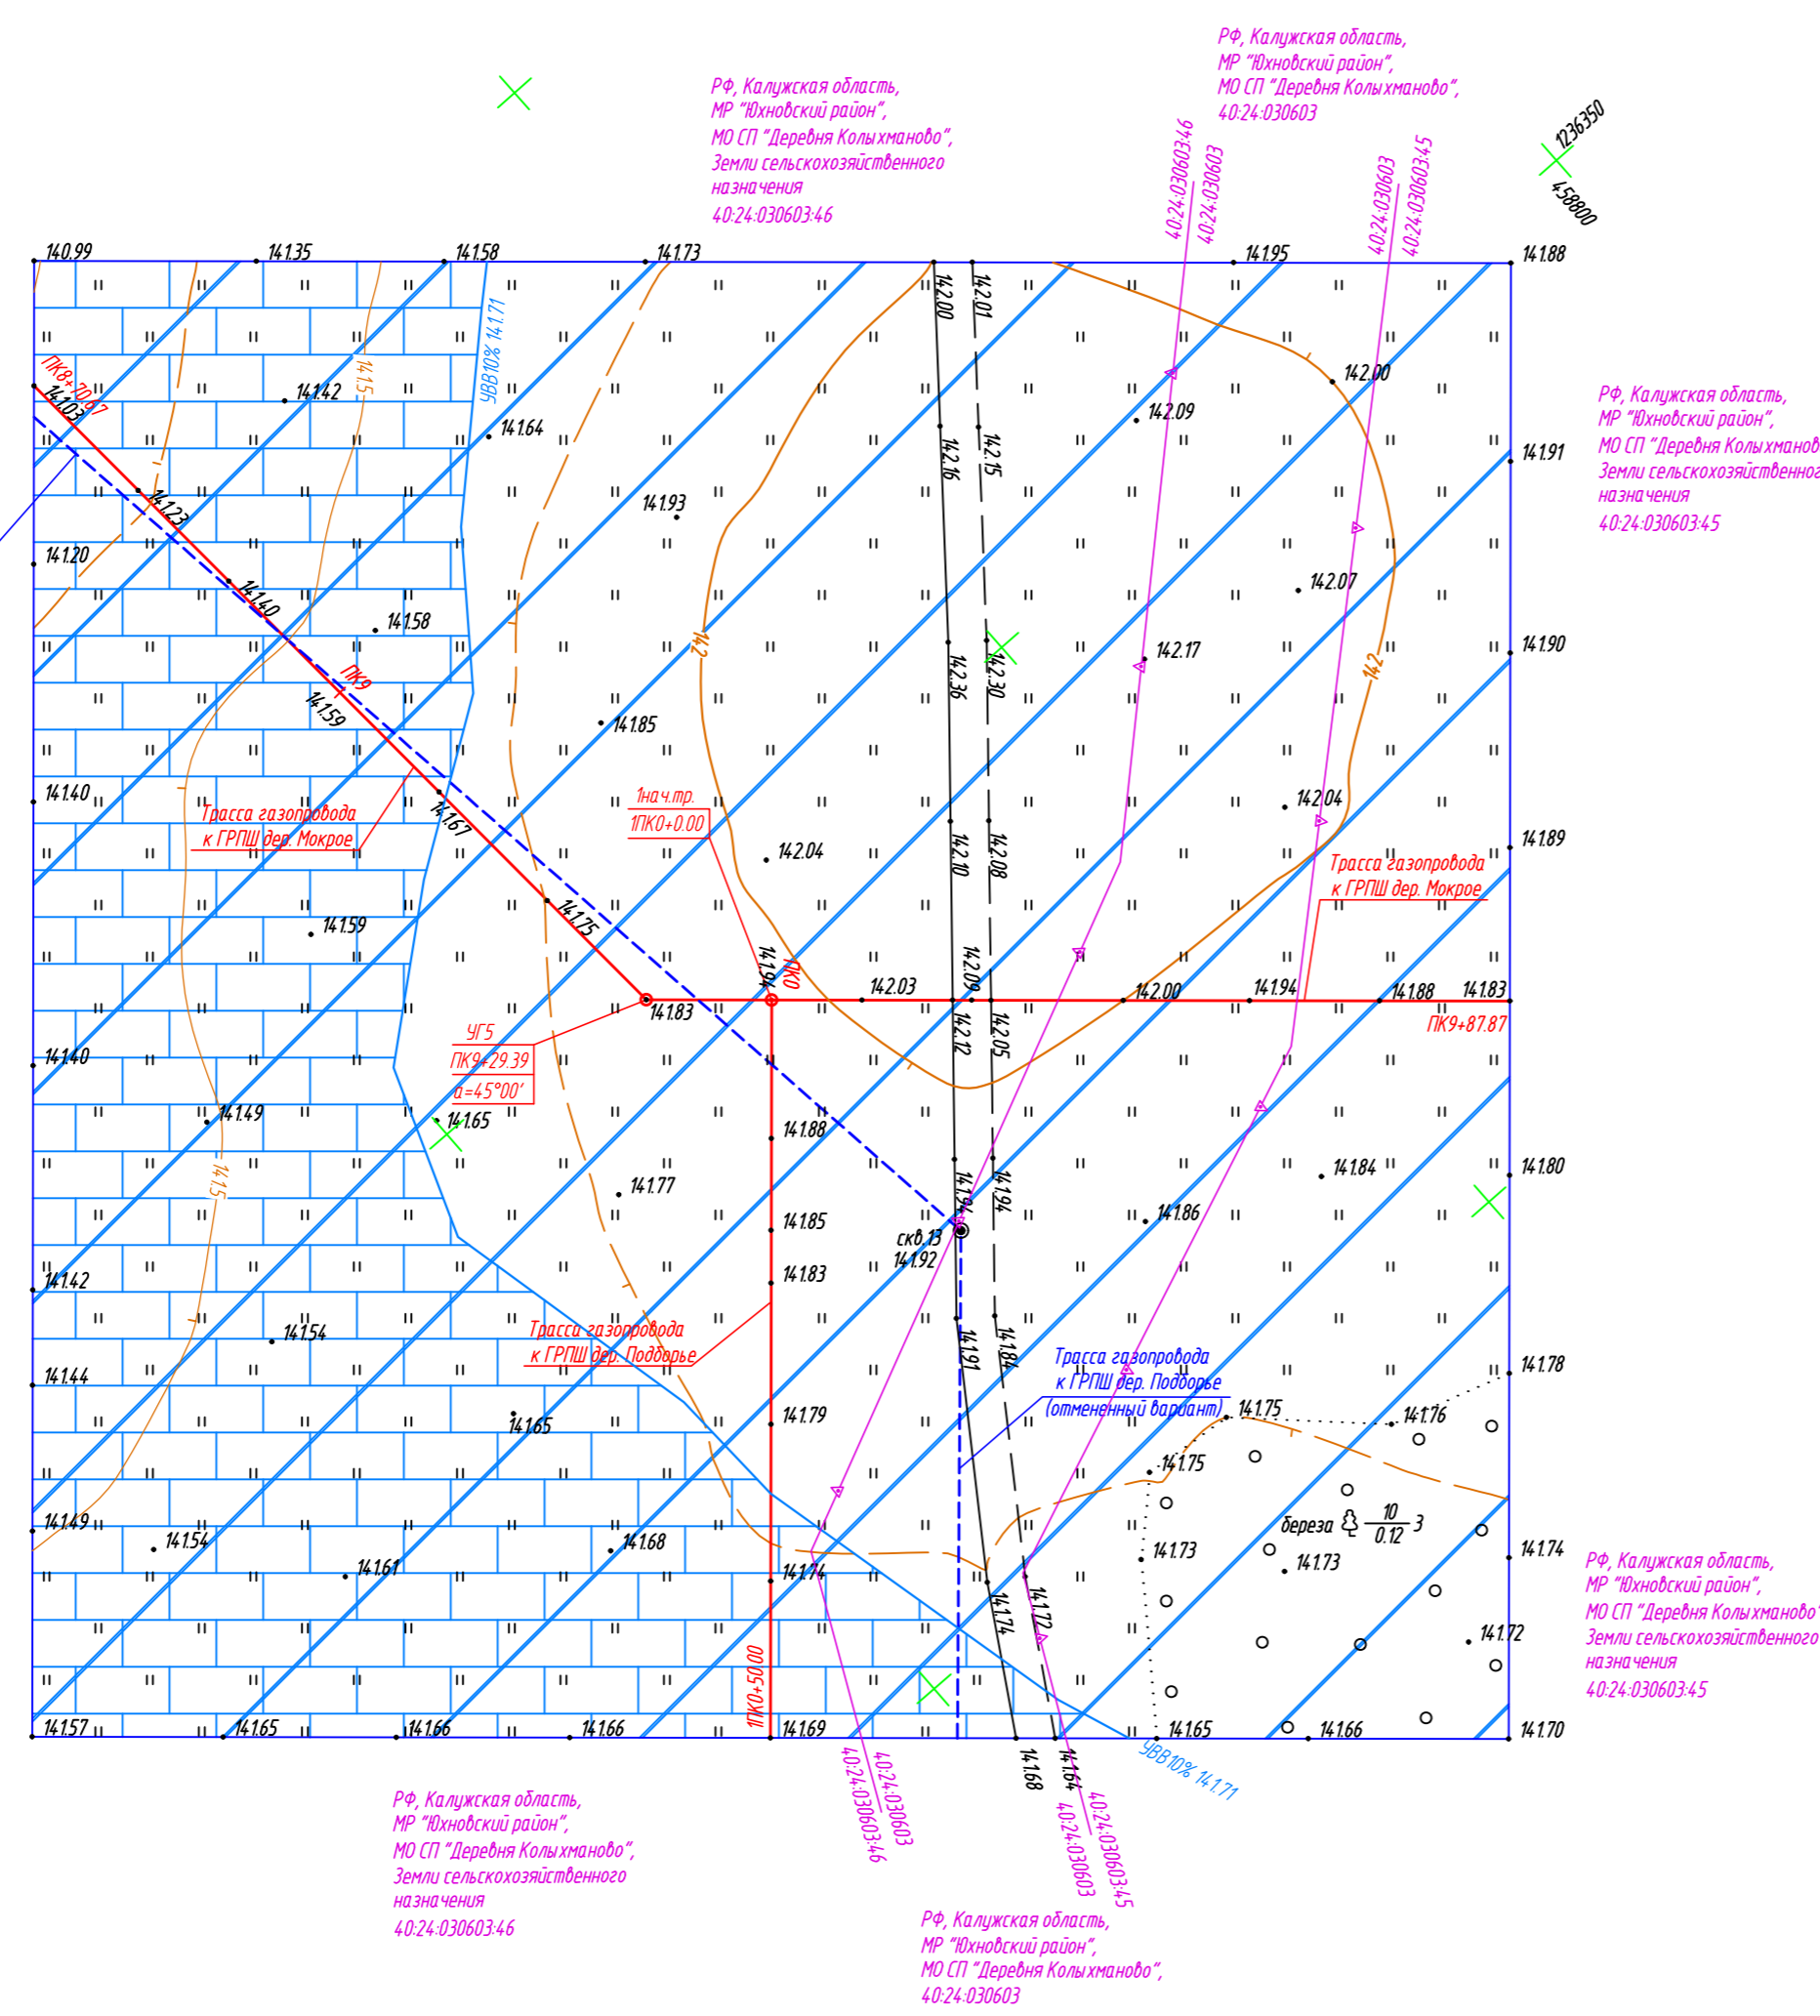 РФ, Калужская область,
МР "Юхновский район",
МО СП "Деревня Колыхманово",
40:24:030603
РФ, Калужская область,
МР "Юхновский район",
МО СП "Деревня Колыхманово",
Земли сельскохозяйственного
назначения
40:24:030603:46
40:24:030603:46
40:24:030603
40:24:030603
40:24:030603:45
1236350
458800
140.99
141.35
141.58
141.73
142.00
142.01
141.95
141.88
УВВ10% 141.71
141.5
ПК8+70.67
141.03
141.42
141.64
142.16
142.15
142.09
142.00
РФ, Калужская область,
МР "Юхновский район",
МО СП "Деревня Колыхманов
Земли сельскохозяйственного
назначения
40:24:030603:45
141.91
141.23
141.93
141.20
141.40
141.58
142.07
142
142.36
142.30
142.17
142
141.90
ПК9
141.59
141.85
141.40
Трасса газопровода
к ГРПШ дер. Мокрое
141.67
1нач.тр.
1ПК0+0.00
142.04
142.10
142.08
142.04
141.89
Трасса газопровода
к ГРПШ дер. Мокрое
141.59
141.75
141.94
ПК0
142.03
142.09
142.00
141.94
141.88
141.83
ПК9+87.87
141.83
УГ5
ПК9+29.39
α=45°00'
142.12
142.05
141.40
141.49
141.65
141.88
141.5
141.77
141.94
141.94
141.84
141.80
141.85
скв.13
141.92
141.86
141.42
141.83
141.54
Трасса газопровода
к ГРПШ дер. Подборье
141.91
141.84
Трасса газопровода
к ГРПШ дер. Подборье
(отмененный вариант)
141.78
141.44
141.65
141.79
141.75
141.76
141.75
141.49
141.54
141.61
141.68
141.74
141.74
141.72
141.73
береза
10
0.12
3
141.73
141.74
141.72
РФ, Калужская область,
МР "Юхновский район",
МО СП "Деревня Колыхманово"
Земли сельскохозяйственного
назначения
40:24:030603:45
1ПК0+50.00
141.57
141.65
141.66
141.66
141.69
141.68
141.64
141.65
141.66
141.70
УВВ10% 141.71
40:24:030603:46
40:24:030603
40:24:030603
40:24:030603:45
РФ, Калужская область,
МР "Юхновский район",
МО СП "Деревня Колыхманово",
Земли сельскохозяйственного
назначения
40:24:030603:46
РФ, Калужская область,
МР "Юхновский район",
МО СП "Деревня Колыхманово",
40:24:030603